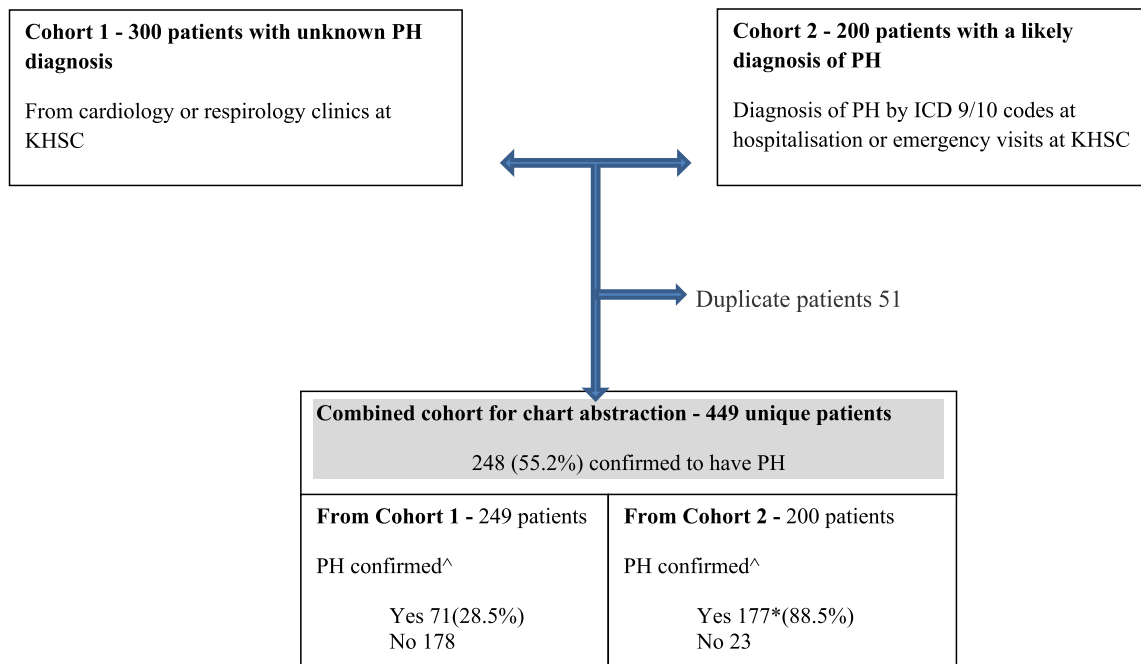 Cohort 1 - 300 patients with unknown PH
diagnosis
From cardiology or respirology clinics at
KHSC
Cohort 2 - 200 patients with a likely
diagnosis of PH
Diagnosis of PH by ICD 9/10 codes at
hospitalisation or emergency visits at KHSC
Duplicate patients 51
Combined cohort for chart abstraction - 449 unique patients
248 (55.2%) confirmed to have PH
From Cohort 1 - 249 patients
PH confirmed^
Yes 71(28.5%)
No 178
From Cohort 2 - 200 patients
PH confirmed^
Yes 177*(88.5%)
No 23